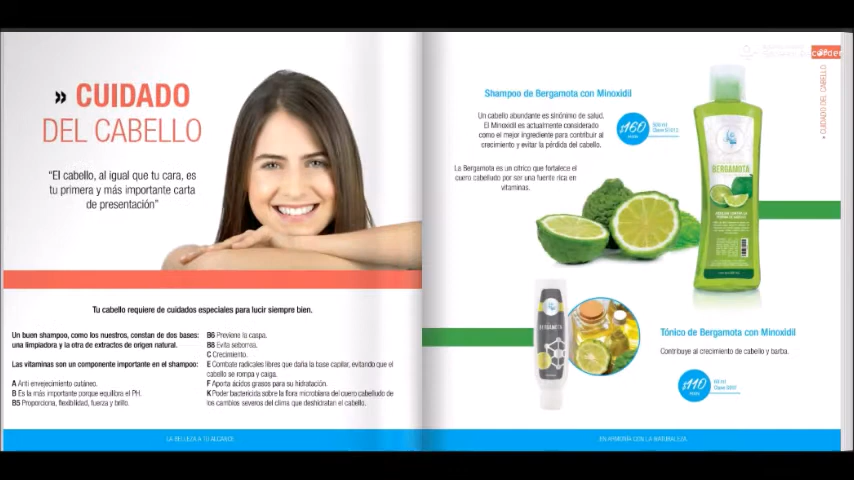 » CUIDADO
DEL CABELLO
“El cabello, al igual que tu cara, es
tu primera y más importante carta
de presentación”
Tu cabello requiere de cuidados especiales para lucir siempre bien.
Un buen shampoo, como los nuestros, constan de dos bases:
una limpiadora y la otra de extractos de origen natural.
Las vitaminas son un componente importante en el shampoo:
A Anti envejecimiento cutáneo.
B Es la más importante porque equilibra el PH.
B5 Proporciona, flexibilidad, fuerza y brillo.
B6 Previene la caspa.
B8 Evita seborrea.
C Crecimiento.
E Combate radicales libres que daña la base capilar, evitando que el
cabello se rompa y caiga.
F Aporta ácidos grasos para su hidratación.
K Poder bactericida sobre la flora microbiana del cuero cabelludo de
los cambios severos del clima que deshidratan el cabello.
LA BELLEZA A TU ALCANCE
Shampoo de Bergamota con Minoxidil
Un cabello abundante es sinónimo de salud.
El Minoxidil es actualmente considerado
como el mejor ingrediente para contribuir al
crecimiento y evitar la pérdida del cabello.
$160
La Bergamota es un cítrico que fortalece el
cuero cabelludo por ser una fuente rica en
vitaminas.
BERGAMOTA
» CUIDADO DEL CABELLO
BERGAMOTA
Tónico de Bergamota con Minoxidil
Contribuye al crecimiento de cabello y barba.
$110
EN ARMONÍA CON LA NATURALEZA